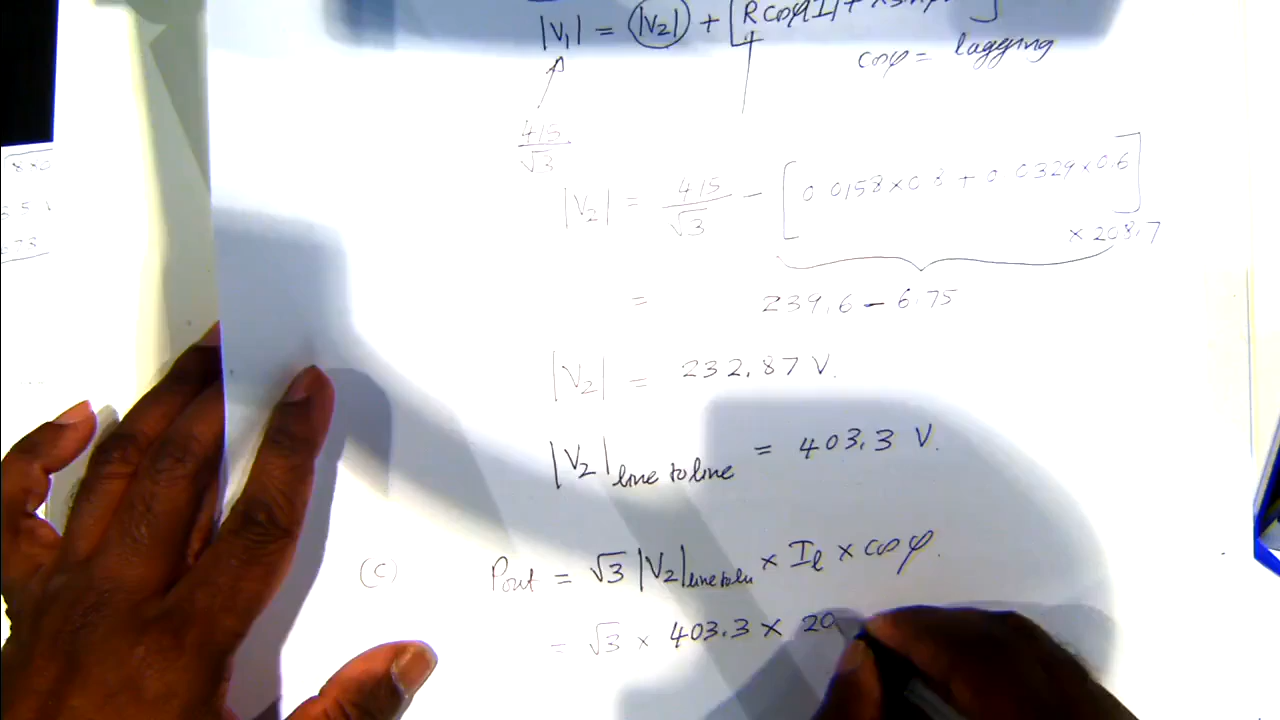 |V₁| = |V₂| + [R cosφ I
cosφ = lagging
415
√3
|V₂| = 415/√3 - [0.0158×0.8 + 0.0329×0.6]
× 208.7
= 239.6 - 6.75
|V₂| = 232.87 V.
|V₂| line to line = 403.3 V.
(c) Pout = √3 |V₂| line to lin × Iℓ × cosφ.
= √3 × 403.3 × 20